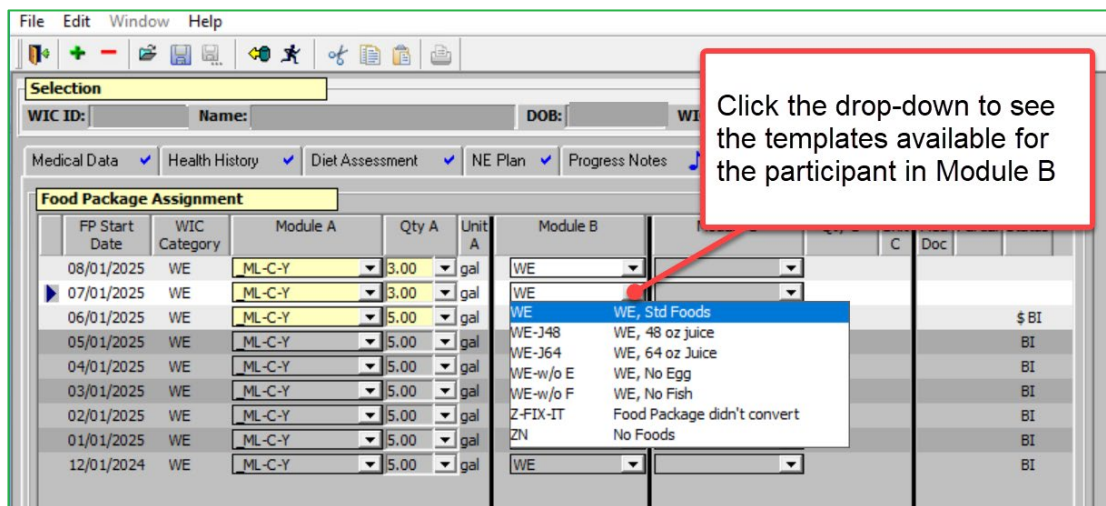 File Edit Window Help
Selection
WIC ID: Name: DOB: WI
Click the drop-down to see
the templates available for
the participant in Module B
Medical Data Health History Diet Assessment NE Plan Progress Notes
Food Package Assignment
FP Start Date WIC Category Module A Qty A Unit A Module B C Doc
08/01/2025 WE _ML-C-Y 3.00 gal WE
07/01/2025 WE _ML-C-Y 3.00 gal WE
06/01/2025 WE _ML-C-Y 5.00 gal $ BI
05/01/2025 WE _ML-C-Y 5.00 gal BI
04/01/2025 WE _ML-C-Y 5.00 gal BI
03/01/2025 WE _ML-C-Y 5.00 gal BI
02/01/2025 WE _ML-C-Y 5.00 gal BI
01/01/2025 WE _ML-C-Y 5.00 gal BI
12/01/2024 WE _ML-C-Y 5.00 gal WE BI
WE WE, Std Foods
WE-J48 WE, 48 oz juice
WE-J64 WE, 64 oz Juice
WE-w/o E WE, No Egg
WE-w/o F WE, No Fish
Z-FIX-IT Food Package didn't convert
ZN No Foods